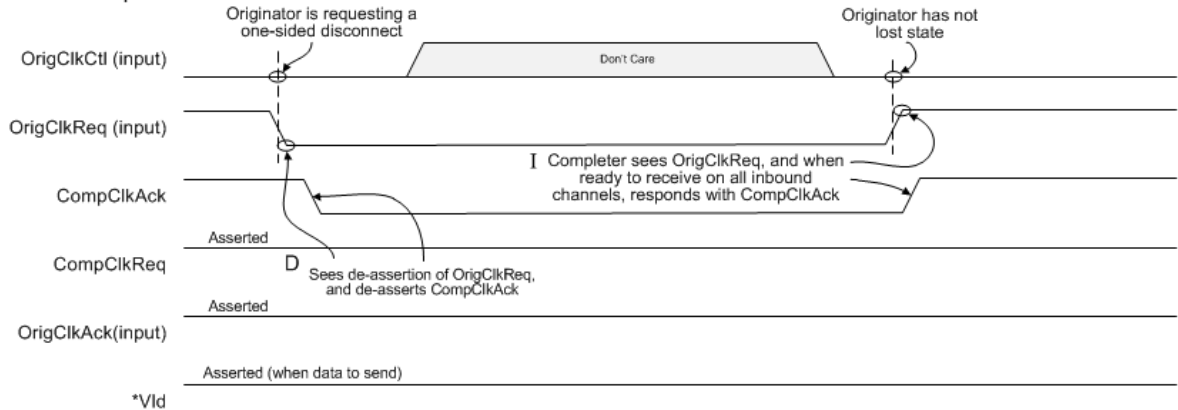 Originator is requesting a
one-sided disconnect
Originator has not
lost state
OrigClkCtl (input)
Don't Care
OrigClkReq (input)
I Completer sees OrigClkReq, and when
ready to receive on all inbound
channels, responds with CompClkAck
CompClkAck
Asserted
CompClkReq
D Sees de-assertion of OrigClkReq,
and de-asserts CompClkAck
Asserted
OrigClkAck(input)
Asserted (when data to send)
*Vld